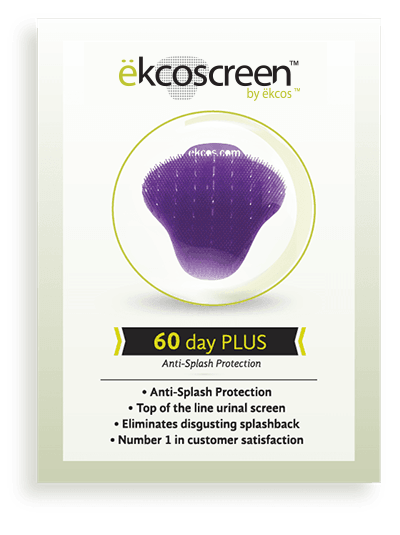 ëkcoscreen™
by ëkcos™
ekcos.com
60 day PLUS
Anti-Splash Protection
• Anti-Splash Protection
• Top of the line urinal screen
• Eliminates disgusting splashback
• Number 1 in customer satisfaction